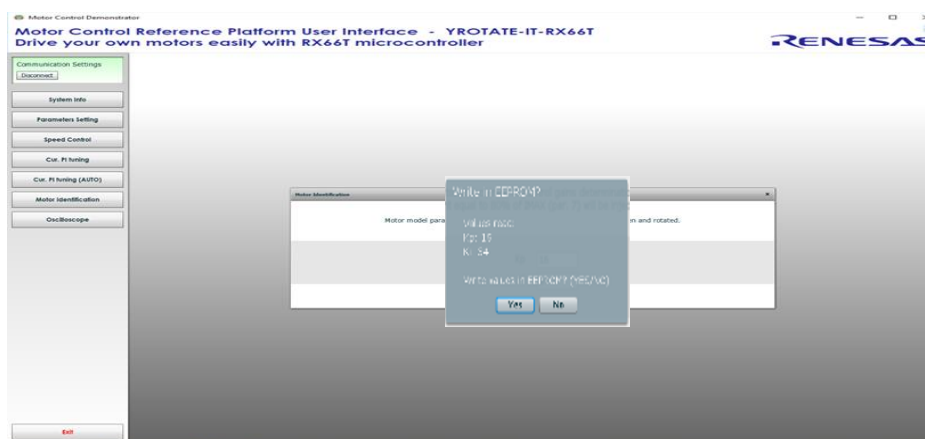 Motor Control Demonstrator
Motor Control Reference Platform User Interface - YROTATE-IT-RX66T
Drive your own motors easily with RX66T microcontroller
RENESAS
Communication Settings
Disconnect
System Info
Parameters Setting
Speed Control
Cur. PI tuning
Cur. PI tuning (AUTO)
Motor Identification
Oscilloscope
Exit
Motor Identification
Motor model para
n and rotated.
Write in EEPROM?
Values read:
Kp: 15
Ki: 54
Write values in EEPROM? (YES/NO)
Yes
No